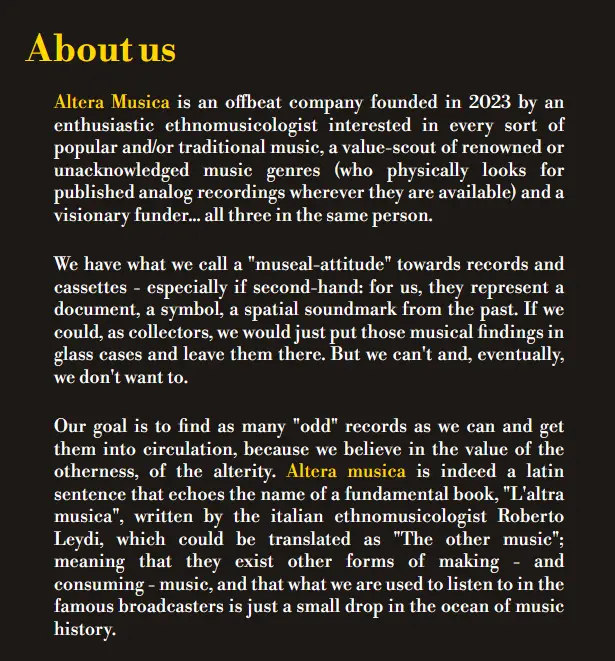 About us
Altera Musica is an offbeat company founded in 2023 by an
enthusiastic ethnomusicologist interested in every sort of
popular and/or traditional music, a value-scout of renowned or
unacknowledged music genres (who physically looks for
published analog recordings wherever they are available) and a
visionary funder... all three in the same person.
We have what we call a "museal-attitude" towards records and
cassettes - especially if second-hand: for us, they represent a
document, a symbol, a spatial soundmark from the past. If we
could, as collectors, we would just put those musical findings in
glass cases and leave them there. But we can't and, eventually,
we don't want to.
Our goal is to find as many "odd" records as we can and get
them into circulation, because we believe in the value of the
otherness, of the alterity. Altera musica is indeed a latin
sentence that echoes the name of a fundamental book, "L'altra
musica", written by the italian ethnomusicologist Roberto
Leydi, which could be translated as "The other music";
meaning that they exist other forms of making - and
consuming - music, and that what we are used to listen to in the
famous broadcasters is just a small drop in the ocean of music
history.